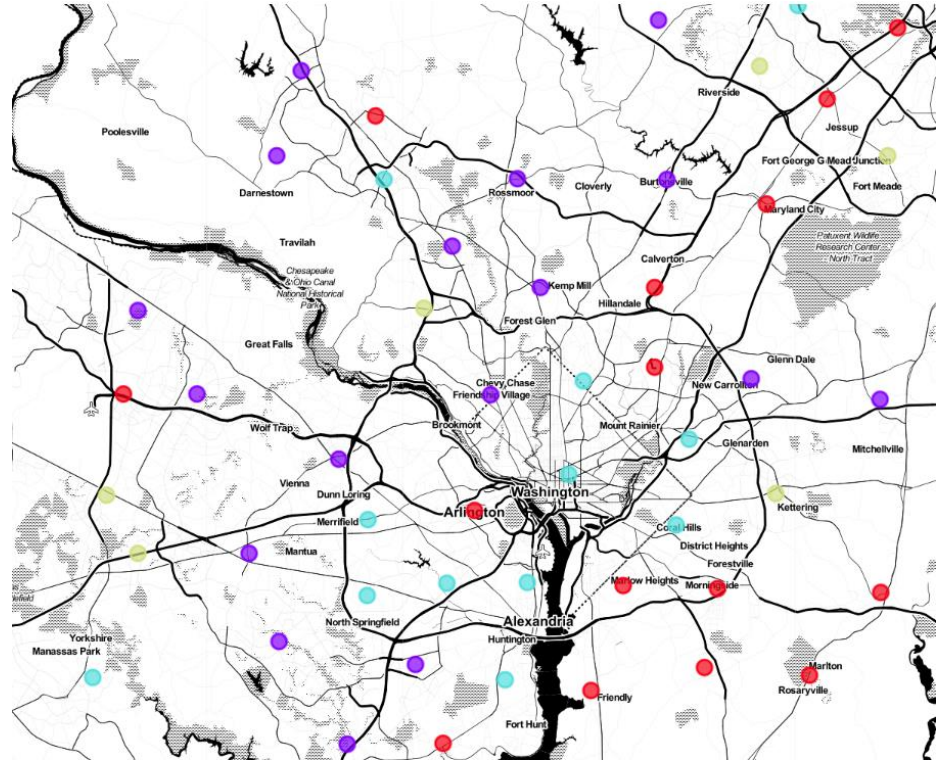 Riverside
Poolesville
Jessup
Fort George G Mead Junction
Darnestown
Rossmoor
Cloverly
Burtonsville
Fort Meade
Maryland City
Travilah
Patuxent Wildlife
Research Center
North Tract
Calverton
Chesapeake
& Ohio Canal
National Historical
Park
Kemp Mill
Hillandale
Forest Glen
Great Falls
Glenn Dale
Chevy Chase
New Carrollton
Friendship Village
Wolf Trap
Brookmont
Mount Rainier
Glenarden
Mitchellville
Vienna
Dunn Loring
Washington
Kettering
Arlington
Merrifield
Coral Hills
Mantua
District Heights
Forestville
Marlow Heights
Morningside
North Springfield
Alexandria
Yorkshire
Huntington
Manassas Park
Marlton
Rosaryville
Friendly
Fort Hunt